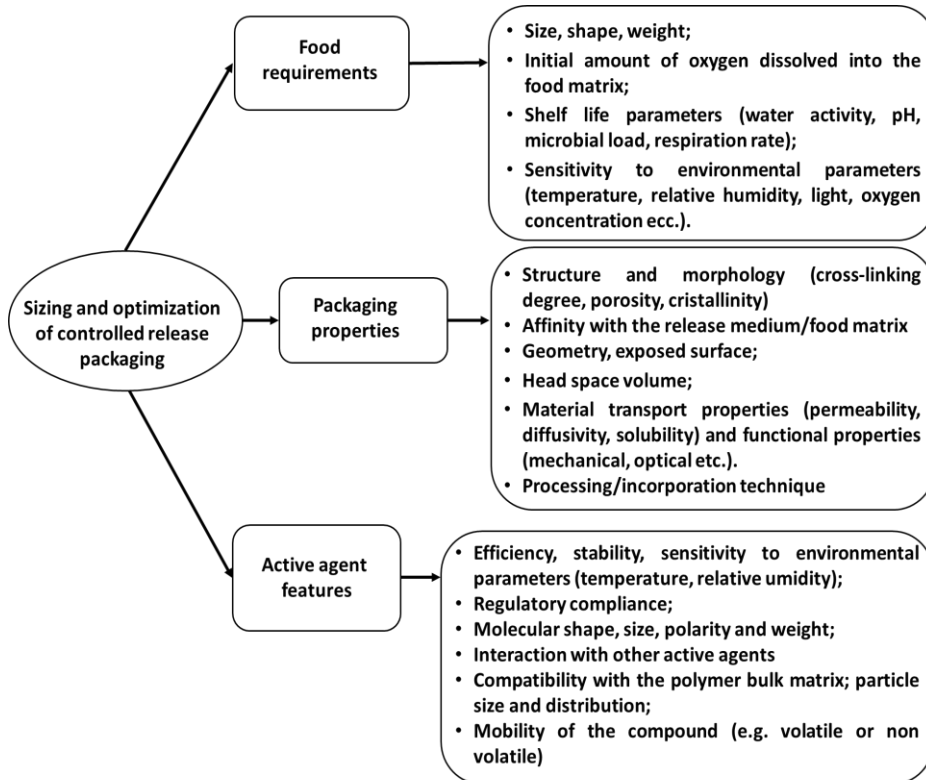 Food
requirements
• Size, shape, weight;
• Initial amount of oxygen dissolved into the
food matrix;
• Shelf life parameters (water activity, pH,
microbial load, respiration rate);
• Sensitivity to environmental parameters
(temperature, relative humidity, light, oxygen
concentration ecc.).
Sizing and optimization
of controlled release
packaging
Packaging
properties
• Structure and morphology (cross-linking
degree, porosity, cristallinity)
• Affinity with the release medium/food matrix
• Geometry, exposed surface;
• Head space volume;
• Material transport properties (permeability,
diffusivity, solubility) and functional properties
(mechanical, optical etc.).
• Processing/incorporation technique
Active agent
features
• Efficiency, stability, sensitivity to environmental
parameters (temperature, relative umidity);
• Regulatory compliance;
• Molecular shape, size, polarity and weight;
• Interaction with other active agents
• Compatibility with the polymer bulk matrix; particle
size and distribution;
• Mobility of the compound (e.g. volatile or non
volatile)